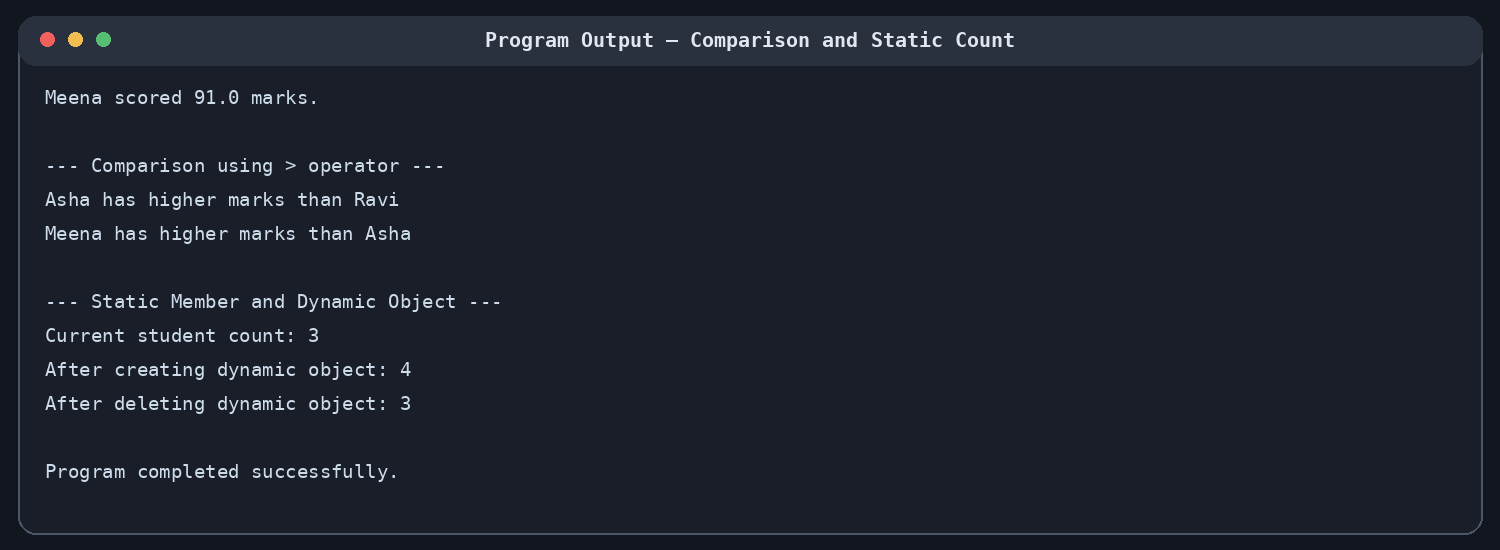 Program Output — Comparison and Static Count
Meena scored 91.0 marks.
--- Comparison using > operator ---
Asha has higher marks than Ravi
Meena has higher marks than Asha
--- Static Member and Dynamic Object ---
Current student count: 3
After creating dynamic object: 4
After deleting dynamic object: 3
Program completed successfully.